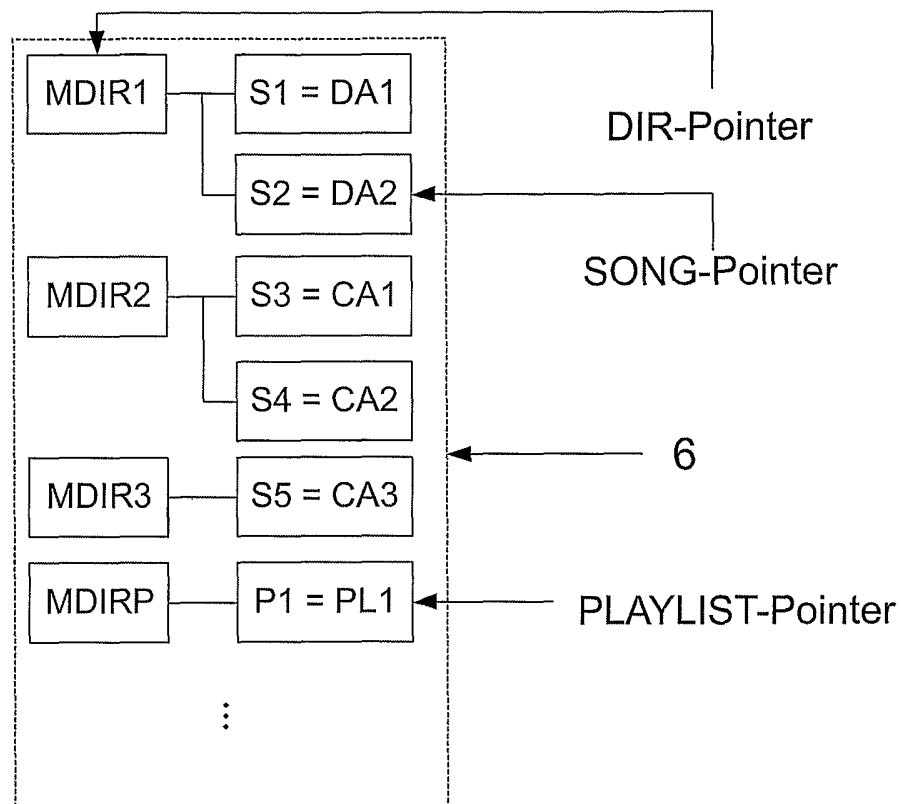 MDIR1
S1 = DA1
DIR-Pointer
S2 = DA2
SONG-Pointer
MDIR2
S3 = CA1
S4 = CA2
6
MDIR3
S5 = CA3
MDIRP
P1 = PL1
PLAYLIST-Pointer
⋮